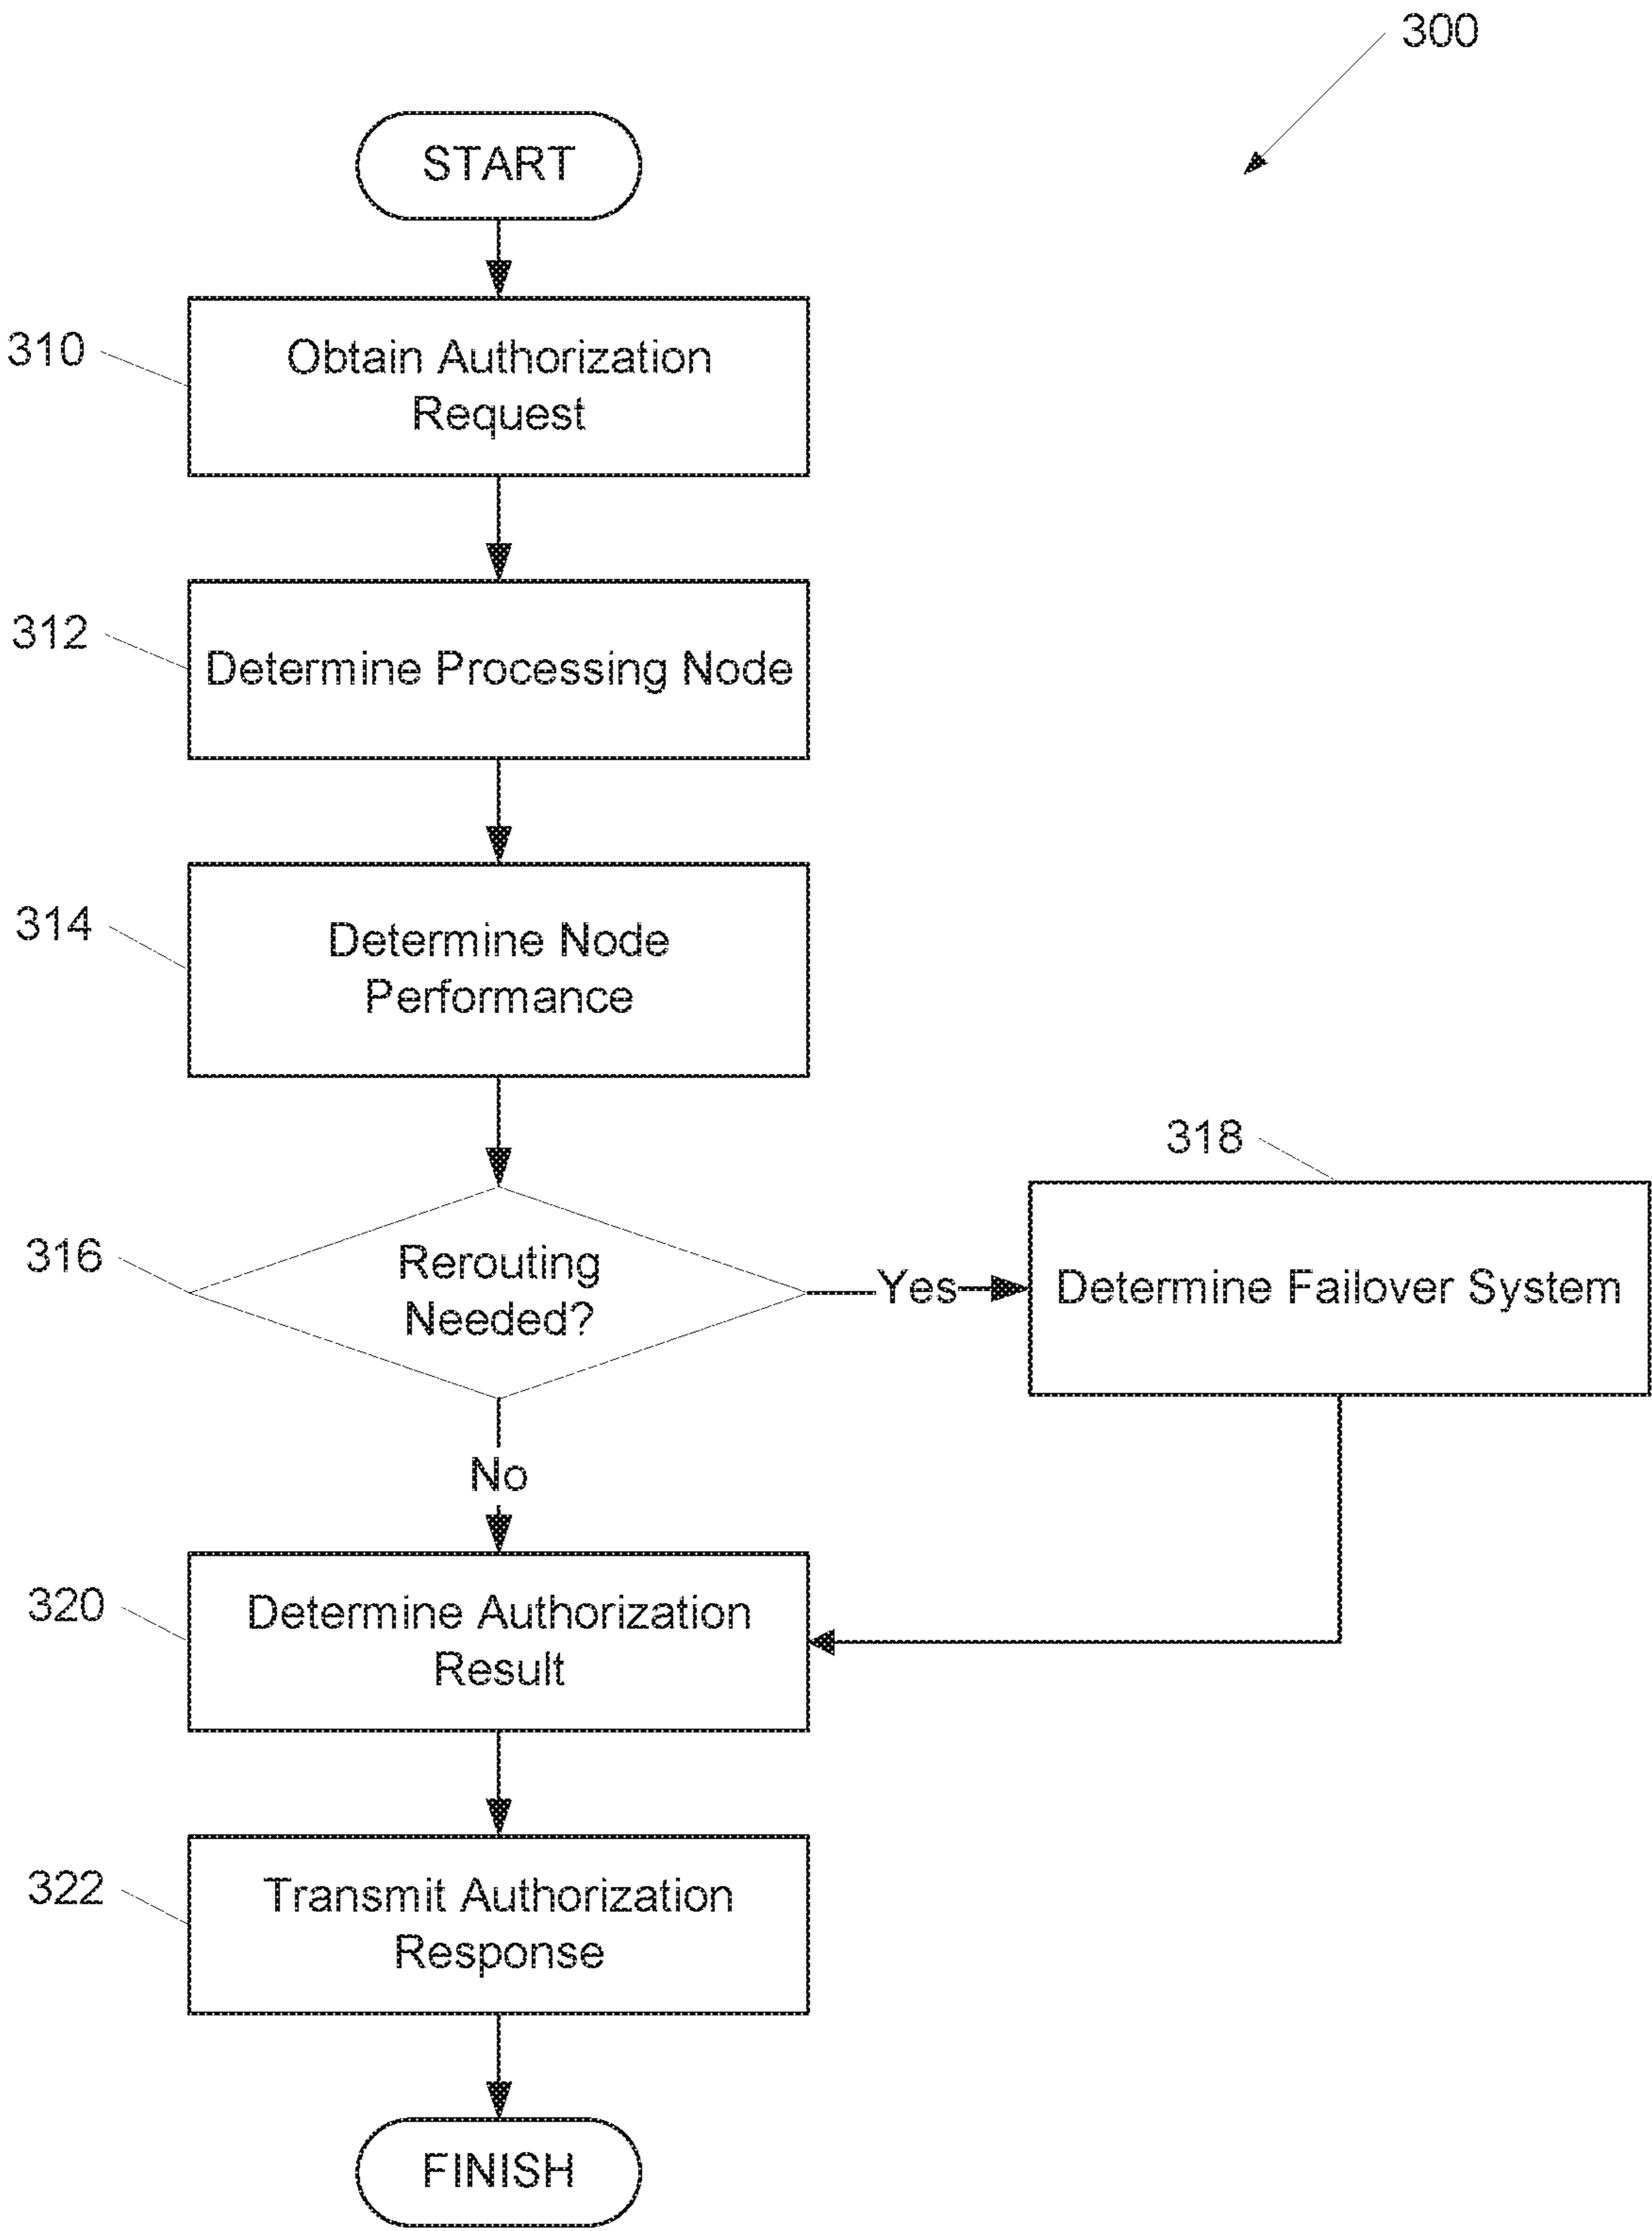 300
START
310
Obtain Authorization
Request
312
Determine Processing Node
314
Determine Node
Performance
318
316
Rerouting
Needed?
Yes
Determine Failover System
No
320
Determine Authorization
Result
322
Transmit Authorization
Response
FINISH